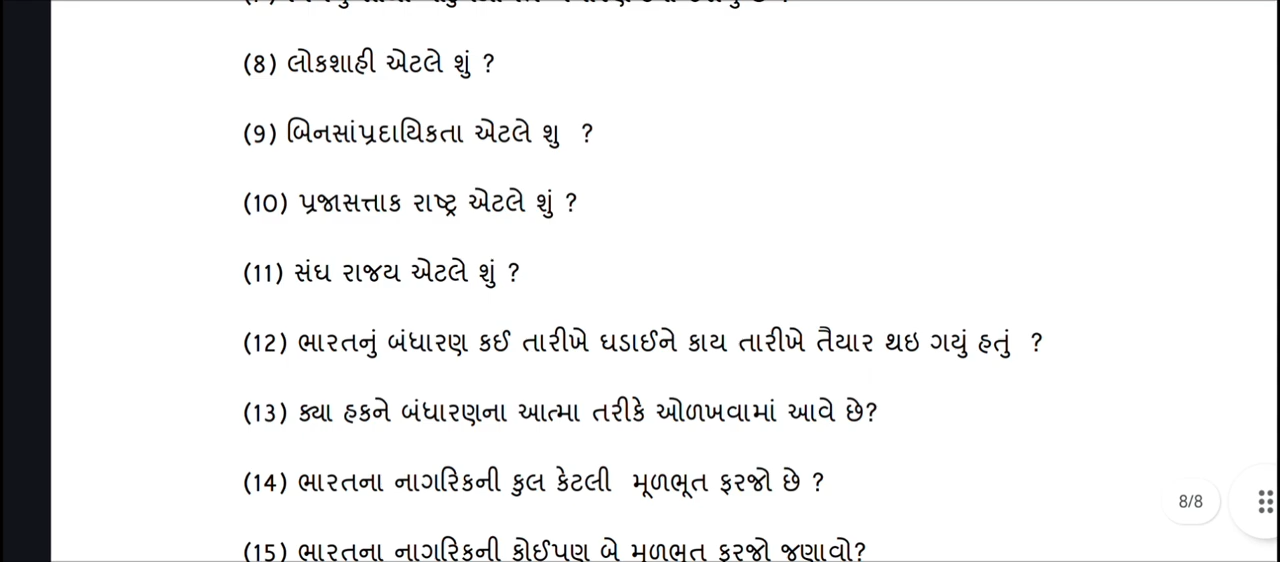 (8) લોકશાહી એટલે શું ?
(9) બિનસાંપ્રદાયિકતા એટલે શુ ?
(10) પ્રજાસત્તાક રાષ્ટ્ર એટલે શું ?
(11) સંઘ રાજય એટલે શું ?
(12) ભારતનું બંધારણ કઈ તારીખે ઘડાઈને કાય તારીખે તૈયાર થઇ ગયું હતું ?
(13) ક્યા હકને બંધારણના આત્મા તરીકે ઓળખવામાં આવે છે?
(14) ભારતના નાગરિકની કુલ કેટલી મૂળભૂત ફરજો છે ?
8/8
(15) ભારતના નાગરિકની કોઈપણ બે મૂળભૂત ફરજો જણાવો?